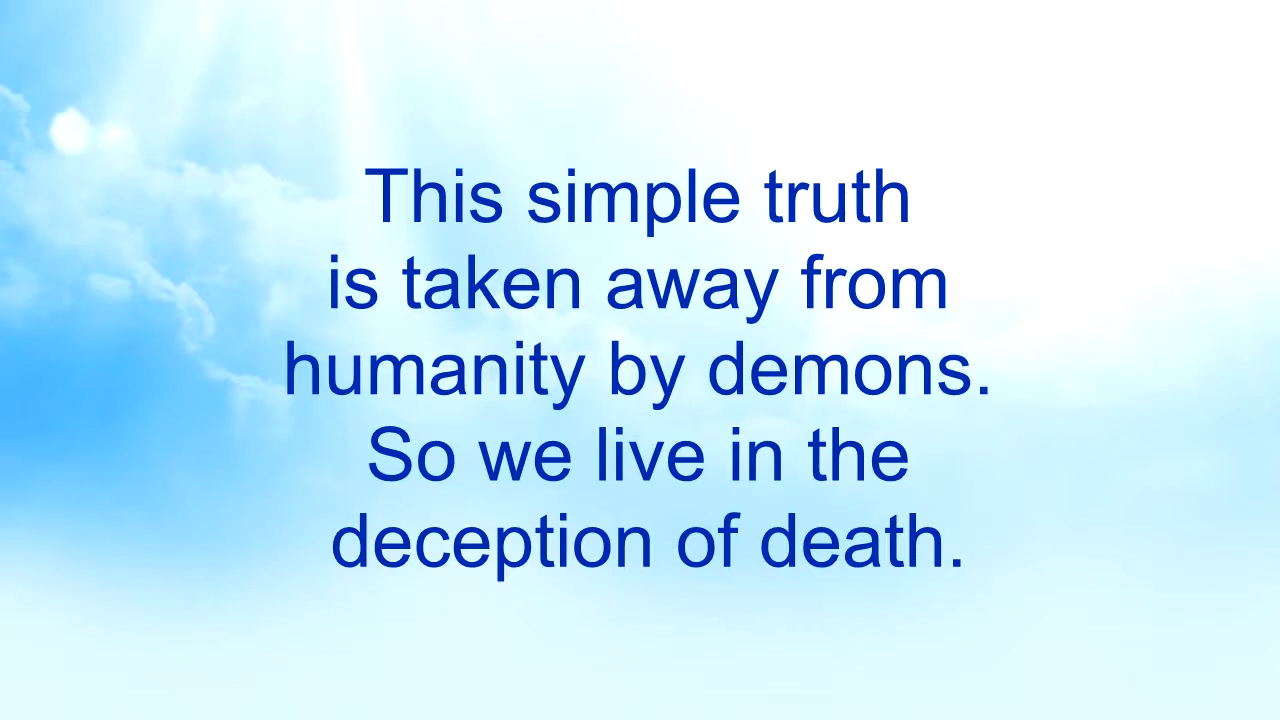 This simple truth
is taken away from
humanity by demons.
So we live in the
deception of death.